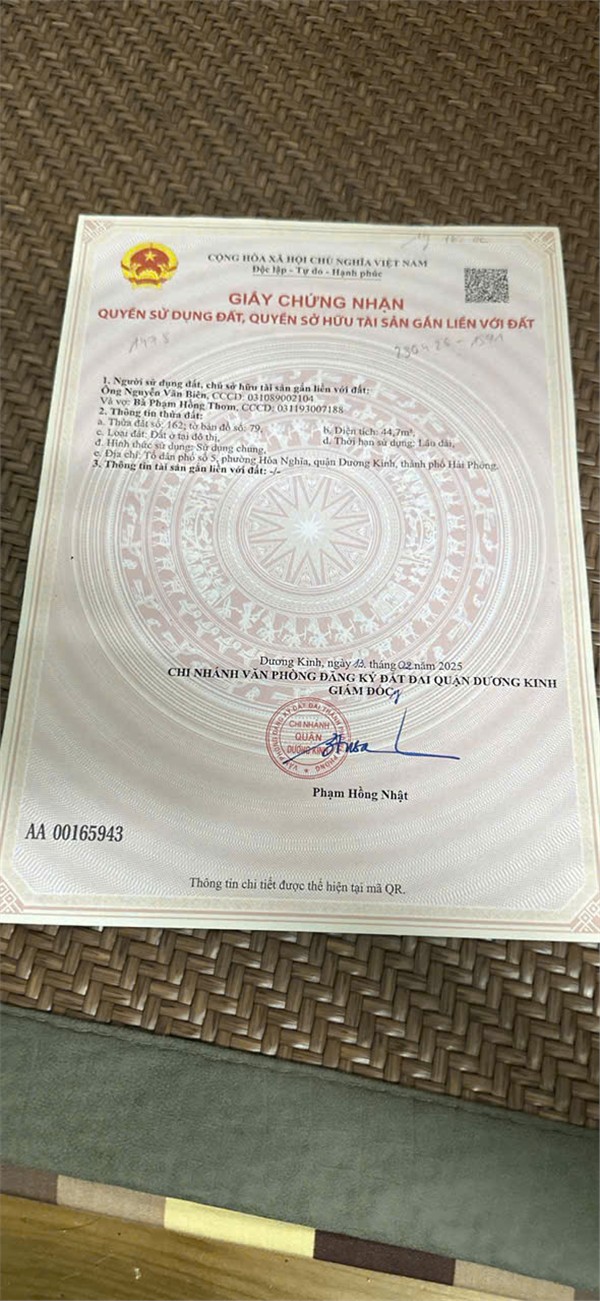 CỘNG HÒA XÃ HỘI CHỦ NGHĨA VIỆT NAM
Độc lập - Tự do - Hạnh phúc
GIẤY CHỨNG NHẬN
QUYỀN SỬ DỤNG ĐẤT, QUYỀN SỞ HỮU TÀI SẢN GẮN LIỀN VỚI ĐẤT
1. Người sử dụng đất, chủ sở hữu tài sản gắn liền với đất:
Ông Nguyễn Văn Biên, CCCD: 031089002104
Và vợ: Bà Phạm Hồng Thơm, CCCD: 031193007188
2. Thông tin thửa đất:
a. Thửa đất số: 162; tờ bản đồ số: 79, b. Diện tích: 44,7m²,
c. Loại đất: Đất ở tại đô thị, d. Thời hạn sử dụng: Lâu dài,
đ. Hình thức sử dụng: Sử dụng chung,
e. Địa chỉ: Tổ dân phố số 5, phường Hòa Nghĩa, quận Dương Kinh, thành phố Hải Phòng.
3. Thông tin tài sản gắn liền với đất: -/-
Dương Kinh, ngày 13 tháng 02 năm 2025
CHI NHÁNH VĂN PHÒNG ĐĂNG KÝ ĐẤT ĐAI QUẬN DƯƠNG KINH
GIÁM ĐỐC
CHI NHÁNH
QUẬN
DƯƠNG KINH
Phạm Hồng Nhật
AA 00165943
Thông tin chi tiết được thể hiện tại mã QR.